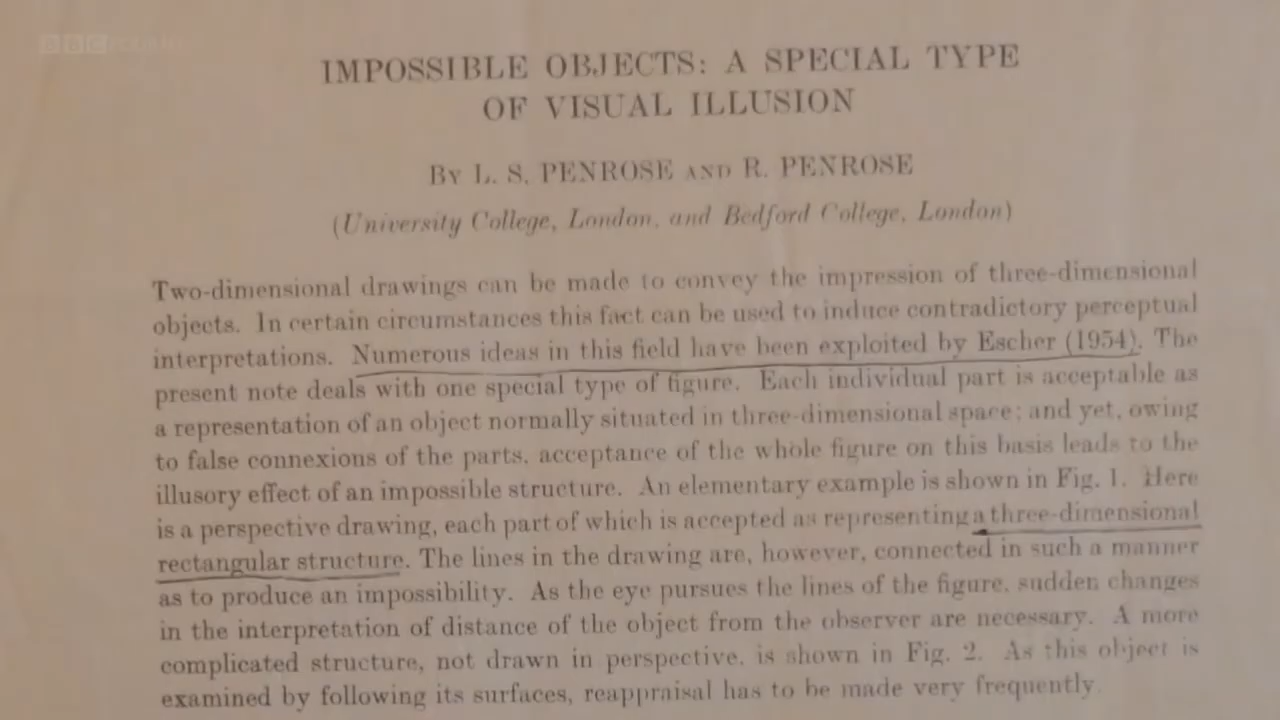 BBC FOUR HD
IMPOSSIBLE OBJECTS: A SPECIAL TYPE
OF VISUAL ILLUSION
By L. S. PENROSE AND R. PENROSE
(University College, London, and Bedford College, London)
Two-dimensional drawings can be made to convey the impression of three-dimensional
objects. In certain circumstances this fact can be used to induce contradictory perceptual
interpretations. Numerous ideas in this field have been exploited by Escher (1954). The
present note deals with one special type of figure. Each individual part is acceptable as
a representation of an object normally situated in three-dimensional space; and yet, owing
to false connexions of the parts, acceptance of the whole figure on this basis leads to the
illusory effect of an impossible structure. An elementary example is shown in Fig. 1. Here
is a perspective drawing, each part of which is accepted as representing a three-dimensional
rectangular structure. The lines in the drawing are, however, connected in such a manner
as to produce an impossibility. As the eye pursues the lines of the figure, sudden changes
in the interpretation of distance of the object from the observer are necessary. A more
complicated structure, not drawn in perspective, is shown in Fig. 2. As this object is
examined by following its surfaces, reappraisal has to be made very frequently.